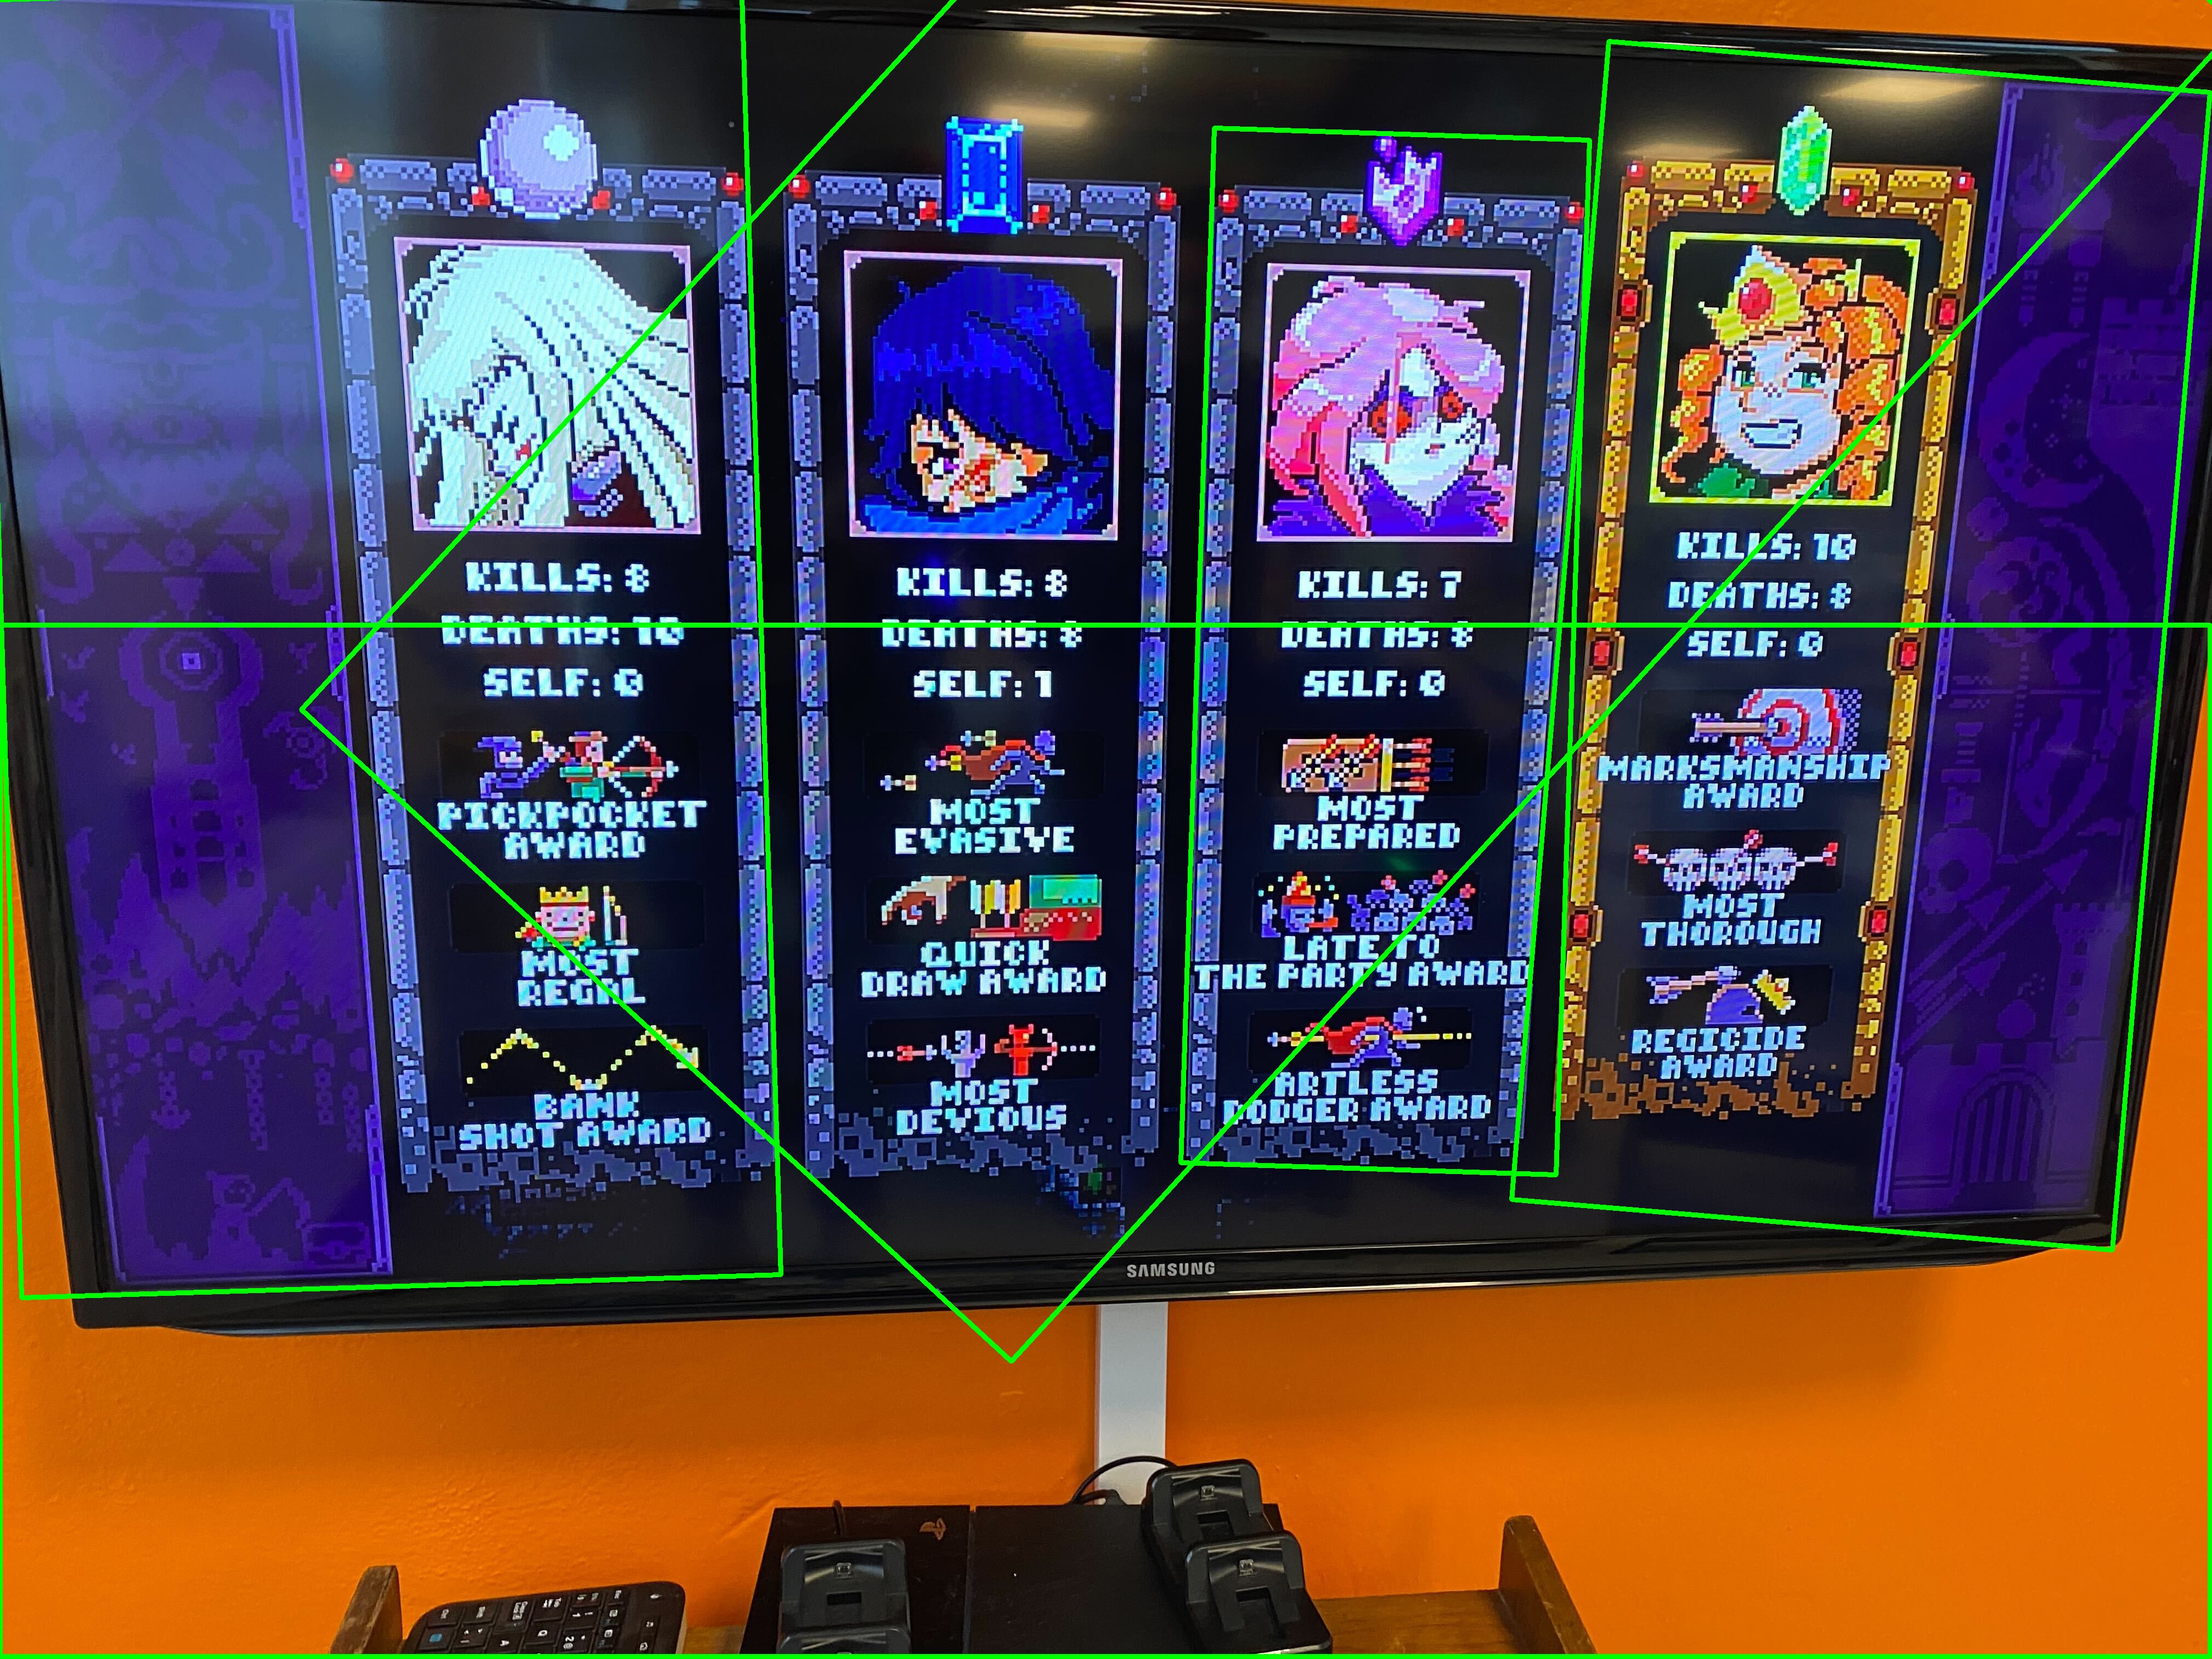 KILLS: 8
DEATHS: 10
SELF: 0
PICKPOCKET
AWARD
MOST
REGAL
BANK
SHOT AWARD
KILLS: 8
DEATHS: 8
SELF: 1
MOST
EVASIVE
QUICK
DRAW AWARD
MOST
DEVIOUS
KILLS: 7
DEATHS: 8
SELF: 0
MOST
PREPARED
LATE TO
THE PARTY AWARD
ARTLESS
DODGER AWARD
KILLS: 10
DEATHS: 8
SELF: 0
MARKSMANSHIP
AWARD
MOST
THOROUGH
REGICIDE
AWARD
SAMSUNG